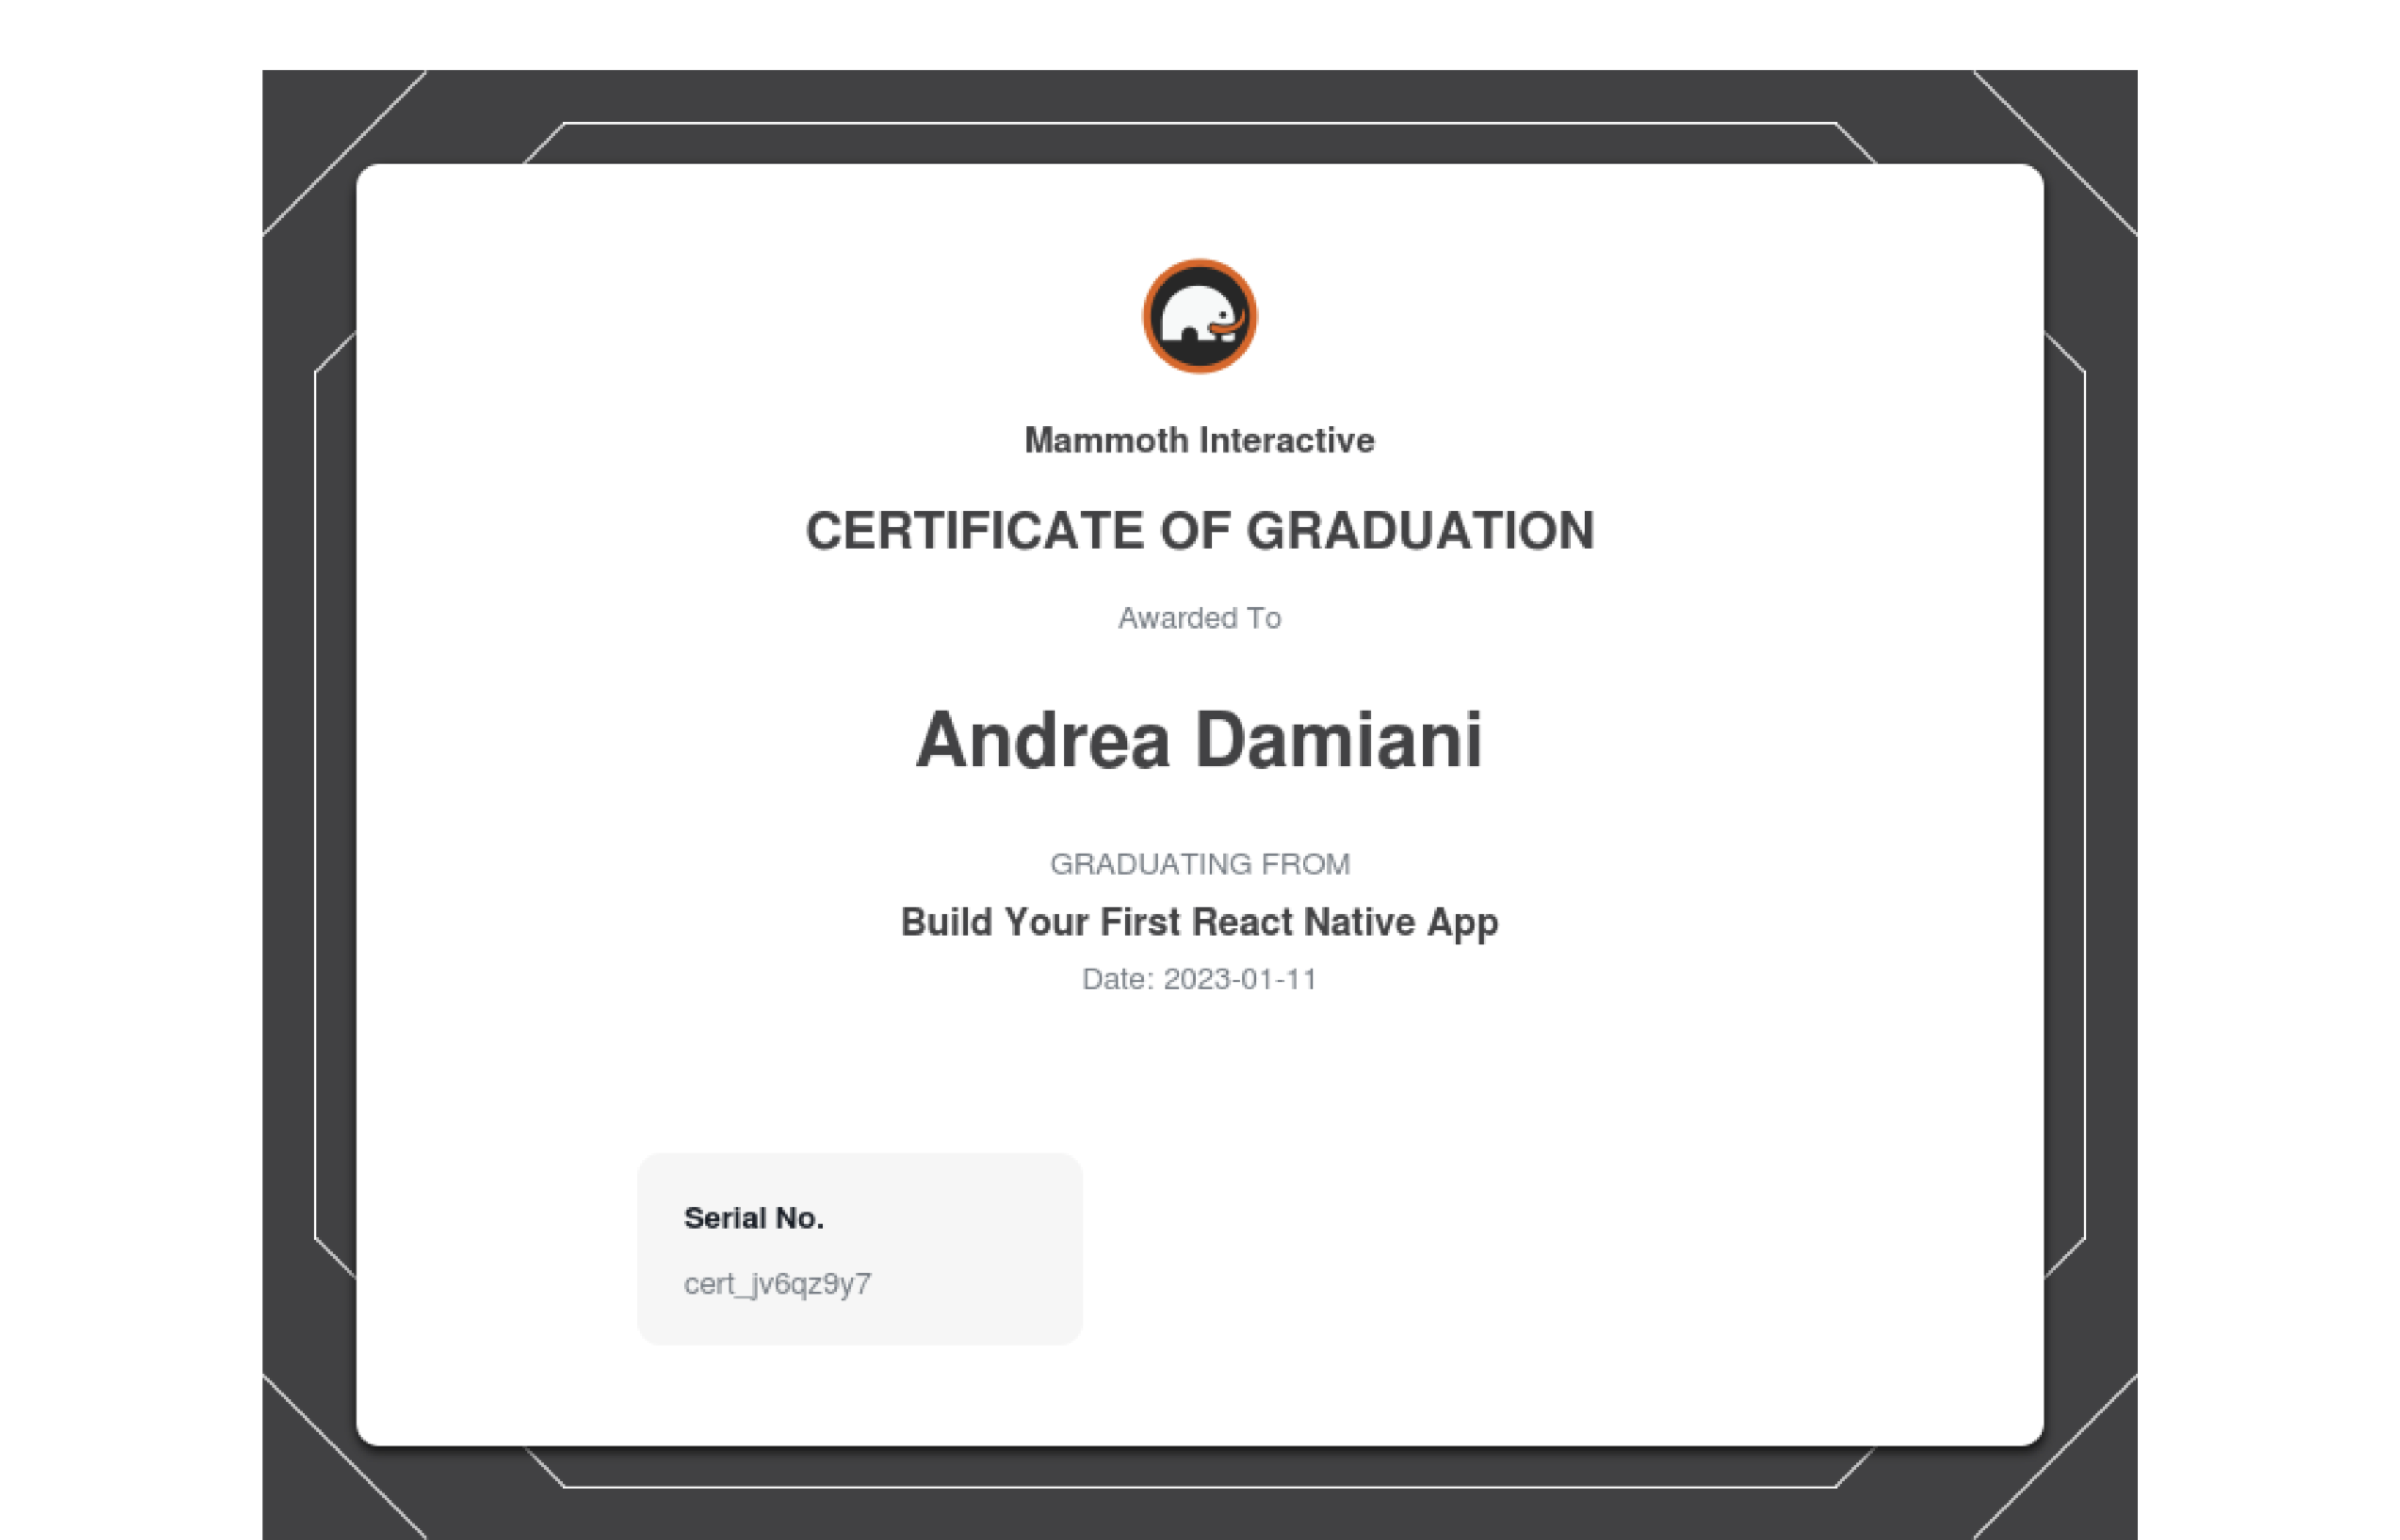 Mammoth Interactive
CERTIFICATE OF GRADUATION
Awarded To
Andrea Damiani
GRADUATING FROM
Build Your First React Native App
Date: 2023-01-11
Serial No.
cert_jv6qz9y7